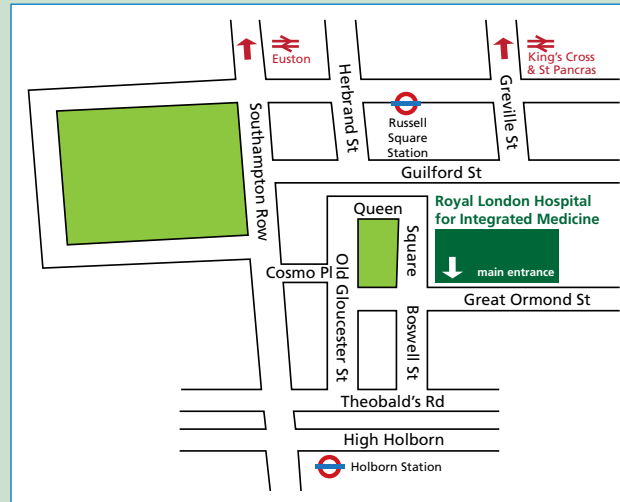 Euston
King's Cross
& St Pancras
Herbrand St
Greville St
Southampton Row
Russell
Square
Station
Guilford St
Queen
Square
Royal London Hospital
for Integrated Medicine
main entrance
Cosmo Pl
Old Gloucester St
Boswell St
Great Ormond St
Theobald's Rd
High Holborn
Holborn Station